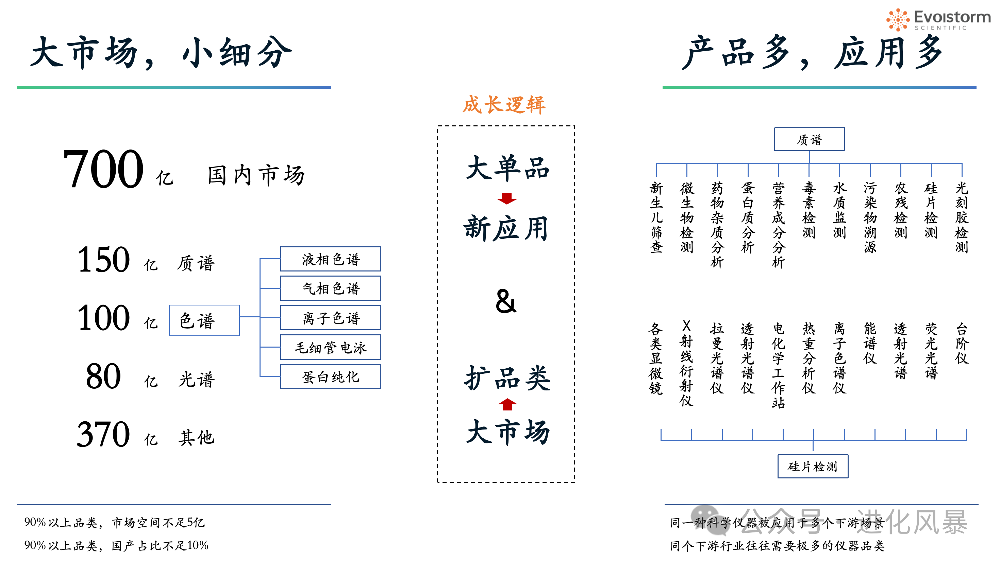 Evoistorm
SCIENTIFIC
大市场，小细分
700 亿 国内市场
150 亿 质谱
100 亿 色谱
80 亿 光谱
370 亿 其他
液相色谱
气相色谱
离子色谱
毛细管电泳
蛋白纯化
90%以上品类，市场空间不足5亿
90%以上品类，国产占比不足10%
成长逻辑
大单品
新应用
&
扩品类
大市场
产品多，应用多
质谱
新生儿筛查
微生物检测
药物杂质分析
蛋白质分析
营养成分分析
毒素检测
水质监测
污染物溯源
农残检测
硅片检测
光刻胶检测
各类显微镜
X射线衍射仪
拉曼光谱仪
透射光谱仪
电化学工作站
热重分析仪
离子色谱仪
能谱仪
透射光谱
荧光光谱
台阶仪
硅片检测
同一种科学仪器被应用于多个下游场景
同个下游行业往往需要极多的仪器品类
公众号·进化风暴